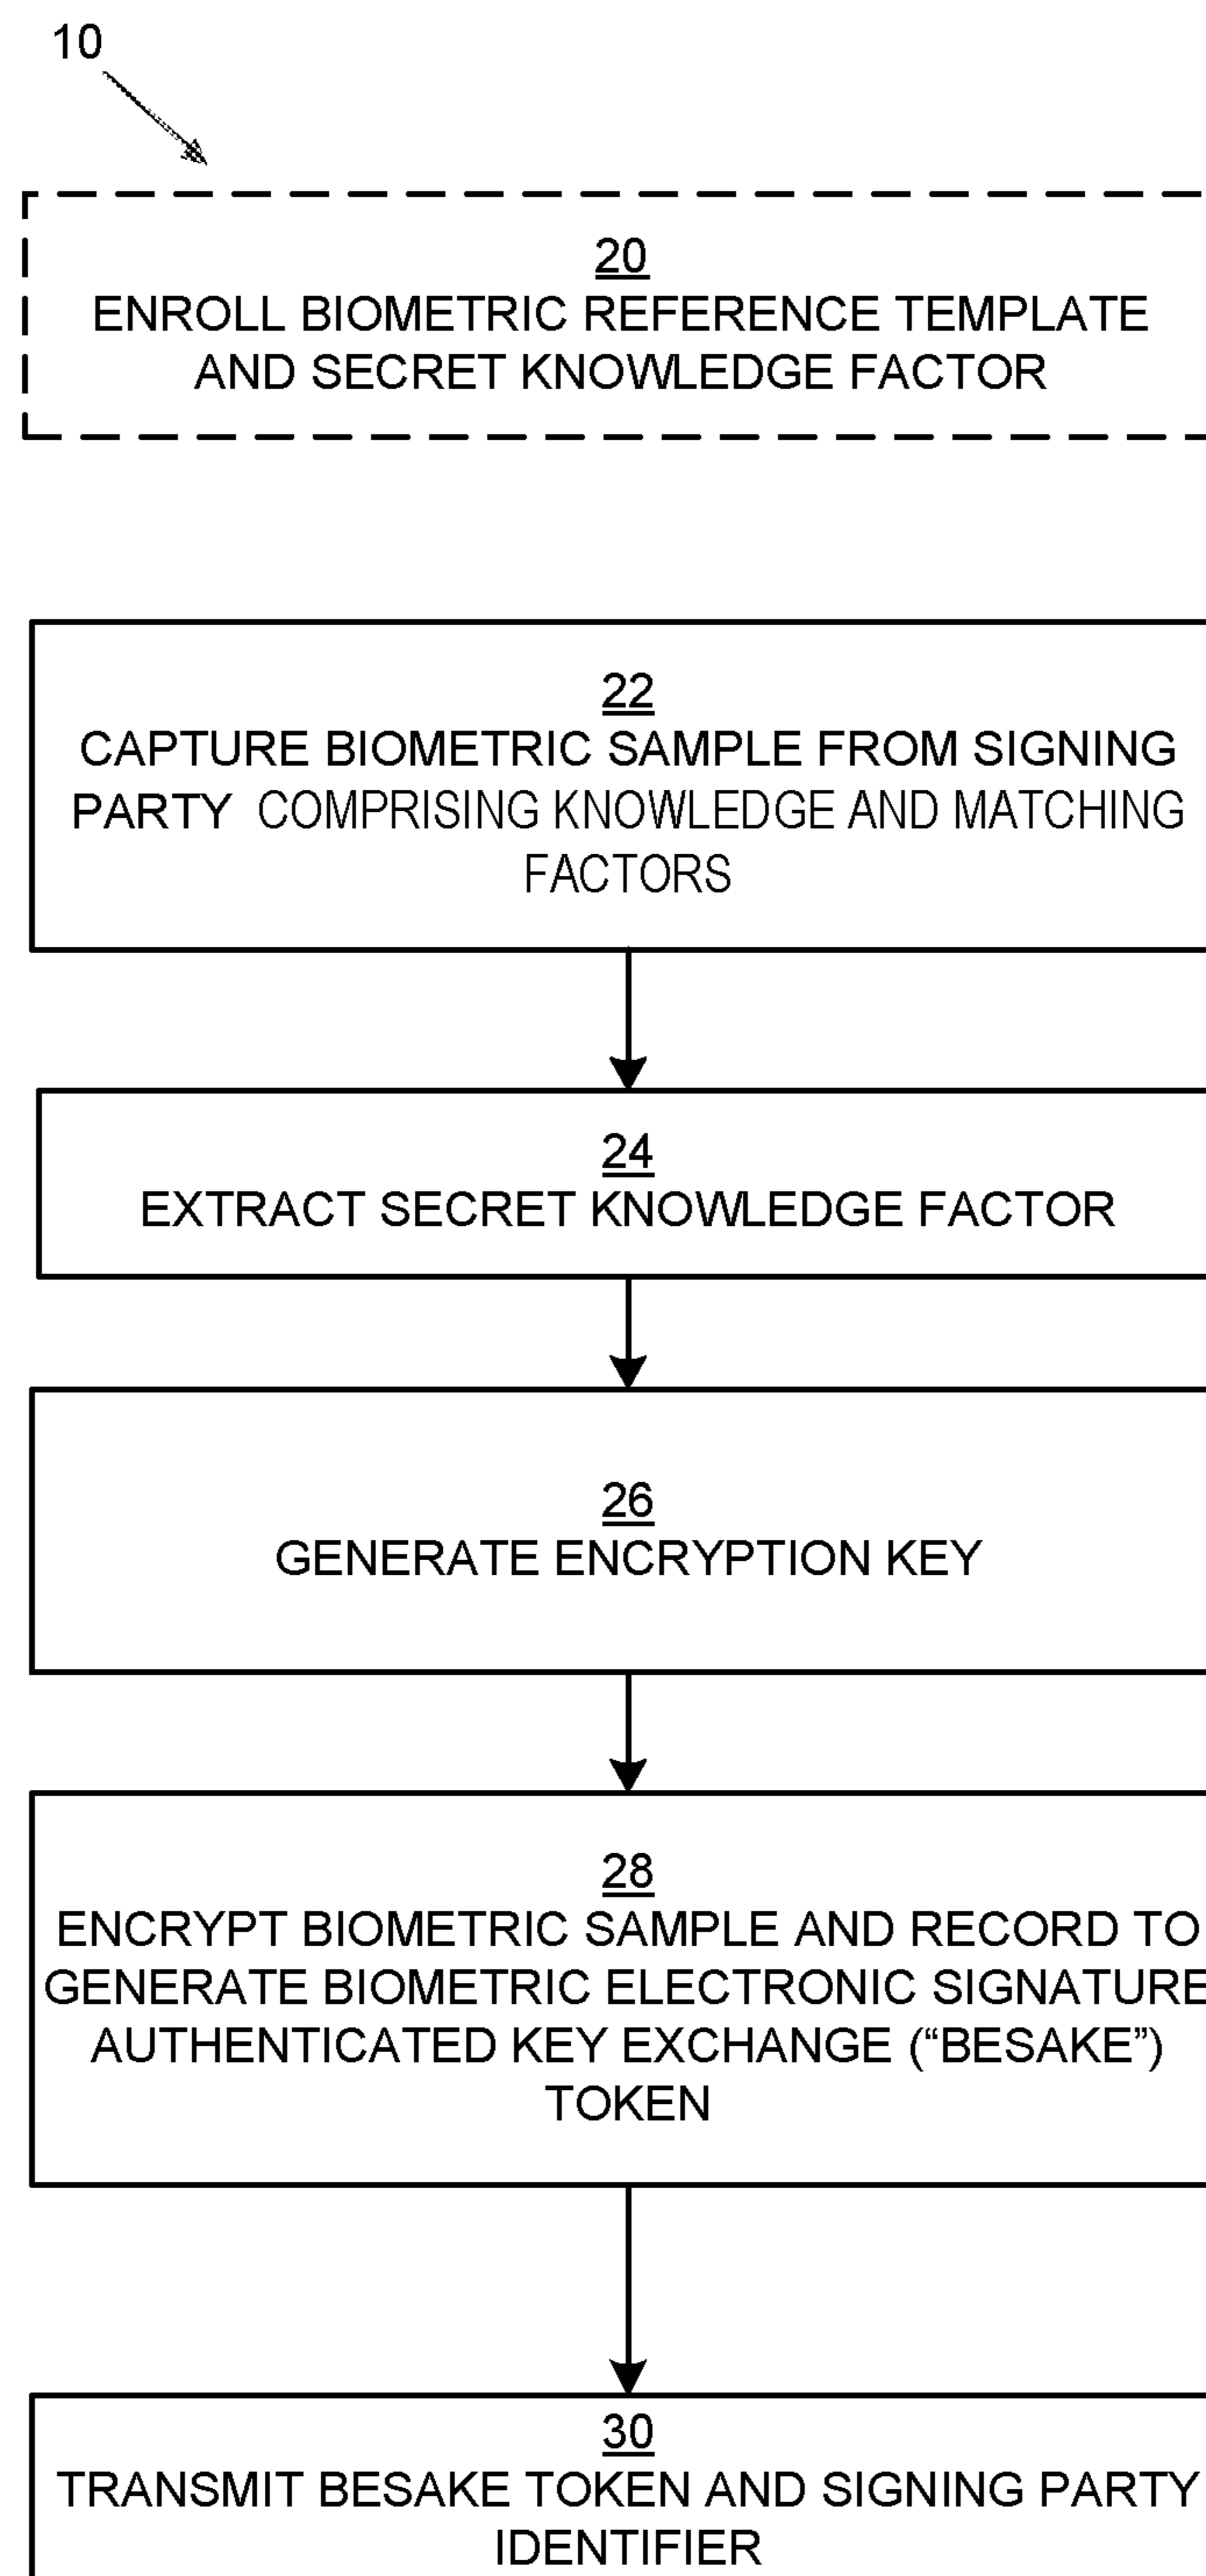 10
20
ENROLL BIOMETRIC REFERENCE TEMPLATE
AND SECRET KNOWLEDGE FACTOR
22
CAPTURE BIOMETRIC SAMPLE FROM SIGNING
PARTY COMPRISING KNOWLEDGE AND MATCHING
FACTORS
24
EXTRACT SECRET KNOWLEDGE FACTOR
26
GENERATE ENCRYPTION KEY
28
ENCRYPT BIOMETRIC SAMPLE AND RECORD TO
GENERATE BIOMETRIC ELECTRONIC SIGNATURE
AUTHENTICATED KEY EXCHANGE (“BESAKE”)
TOKEN
30
TRANSMIT BESAKE TOKEN AND SIGNING PARTY
IDENTIFIER